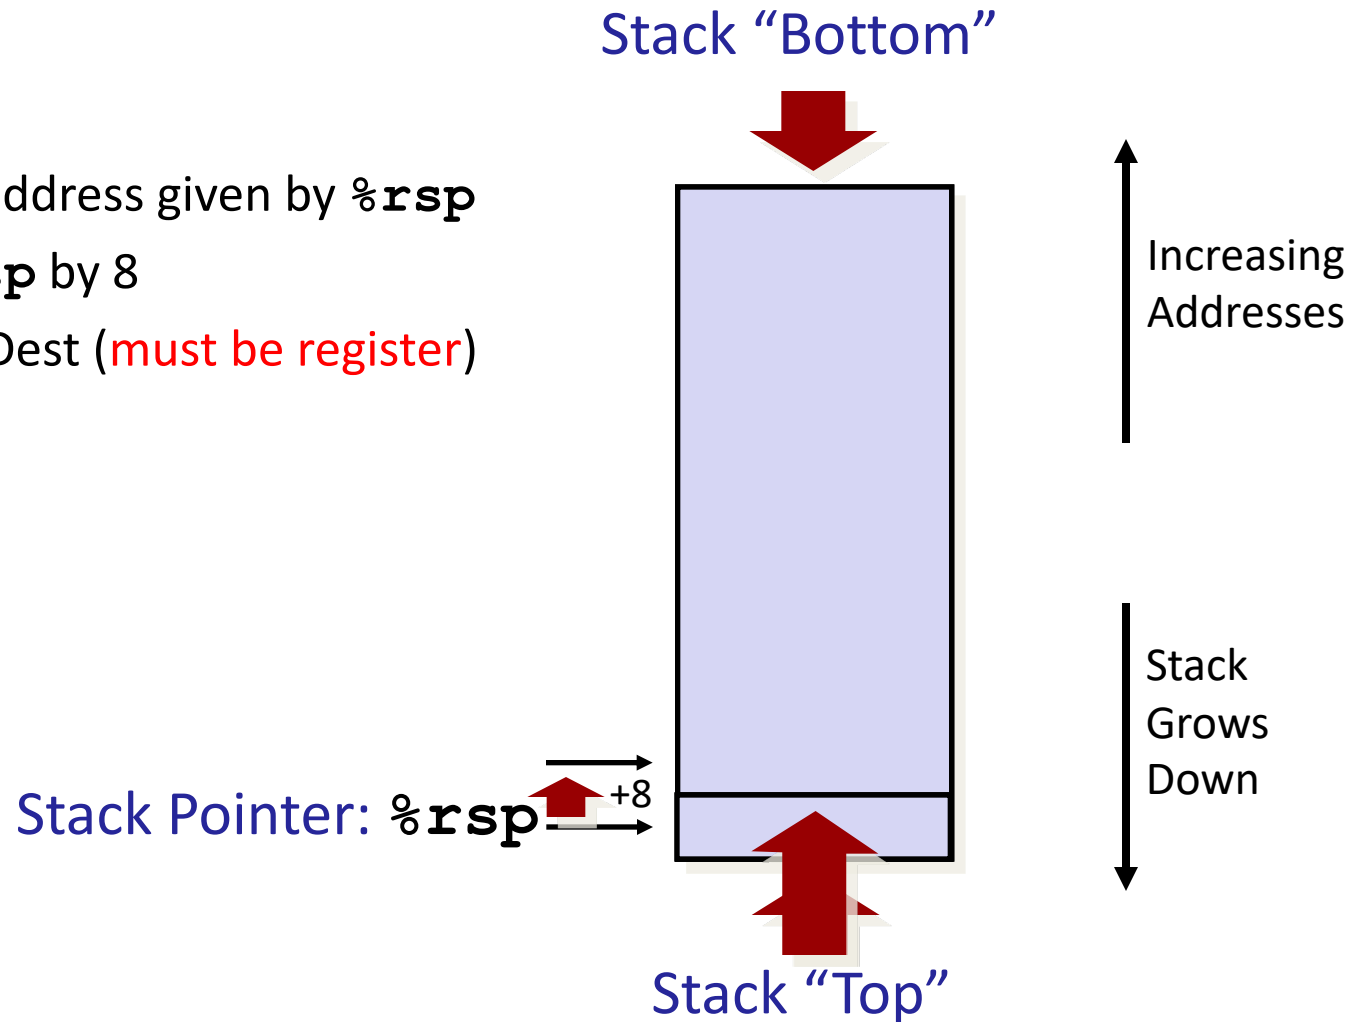 Stack “Bottom”
ddress given by %rsp
p by 8
Dest (must be register)
Increasing
Addresses
Stack
Grows
Down
+8
Stack Pointer: %rsp
Stack “Top”